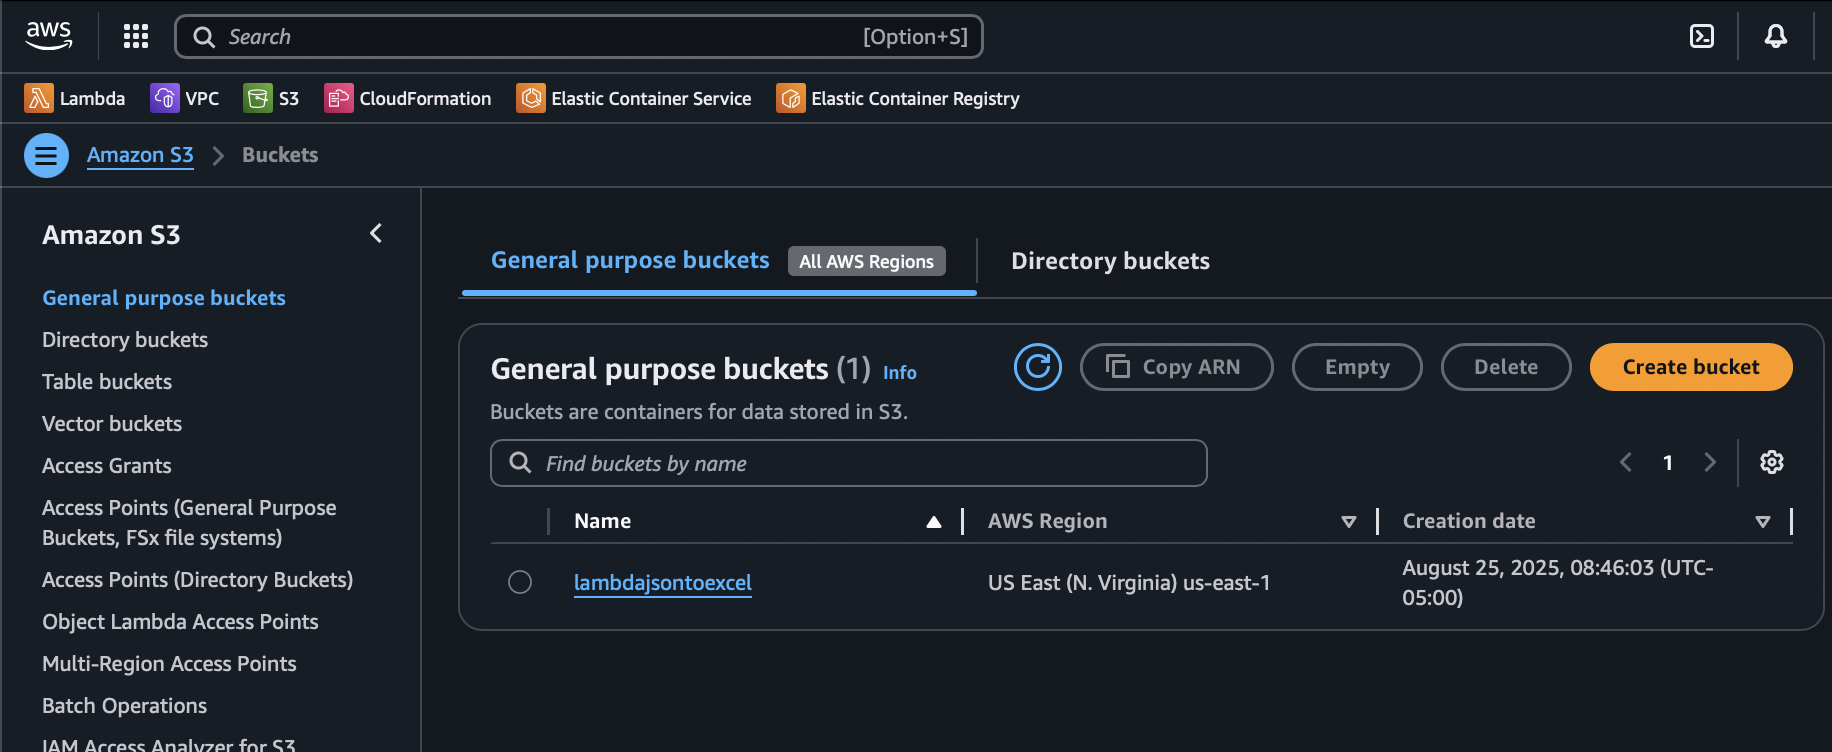 aws
Search [Option+S]
Lambda VPC S3 CloudFormation Elastic Container Service Elastic Container Registry
Amazon S3 Buckets
Amazon S3
General purpose buckets
Directory buckets
Table buckets
Vector buckets
Access Grants
Access Points (General Purpose
Buckets, FSx file systems)
Access Points (Directory Buckets)
Object Lambda Access Points
Multi-Region Access Points
Batch Operations
IAM Access Analyzer for S3
General purpose buckets All AWS Regions Directory buckets
General purpose buckets (1) Info Copy ARN Empty Delete Create bucket
Buckets are containers for data stored in S3.
Find buckets by name 1
Name AWS Region Creation date
lambdajsontoexcel US East (N. Virginia) us-east-1 August 25, 2025, 08:46:03 (UTC-
05:00)